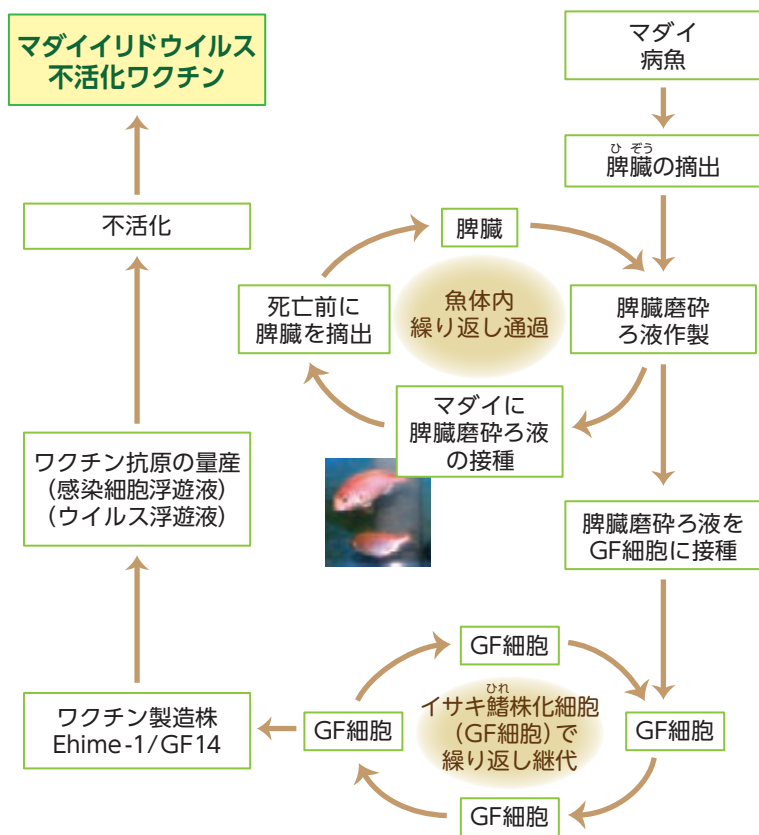 マダイイリドウイルス
不活化ワクチン
マダイ
病魚
ひ ぞう
脾臓の摘出
不活化
脾臓
死亡前に
脾臓を摘出
魚体内
繰り返し通過
脾臓磨砕
ろ液作製
マダイに
脾臓磨砕ろ液
の接種
ワクチン抗原の量産
(感染細胞浮遊液)
(ウイルス浮遊液)
脾臓磨砕ろ液を
GF細胞に接種
GF細胞
ワクチン製造株
Ehime-1/GF14
GF細胞
ひれ
イサキ鰭株化細胞
(GF細胞)で
繰り返し継代
GF細胞
GF細胞